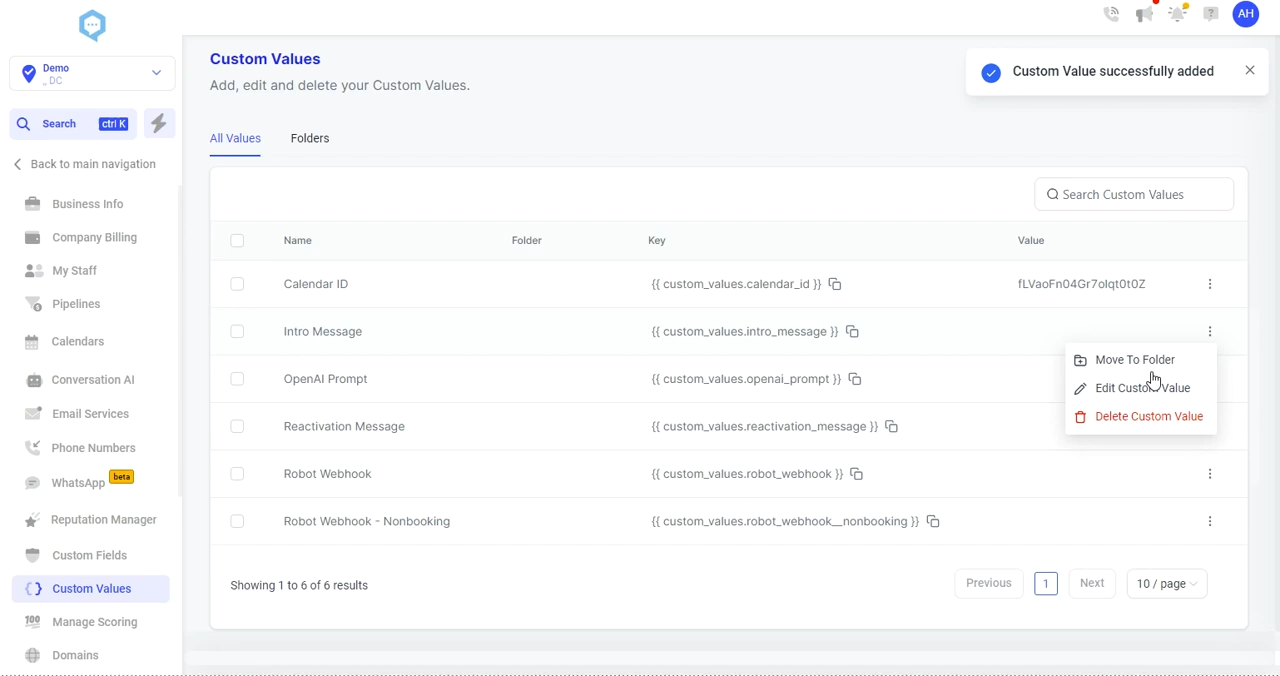 AH
Demo
,, DC
Custom Values
Add, edit and delete your Custom Values.
Custom Value successfully added
Search ctrl K
Back to main navigation
All Values Folders
Business Info
Company Billing
My Staff
Pipelines
Calendars
Conversation AI
Email Services
Phone Numbers
WhatsApp beta
Reputation Manager
Custom Fields
Custom Values
Manage Scoring
Domains
Search Custom Values
Name Folder Key Value
Calendar ID {{ custom_values.calendar_id }} fLVaoFn04Gr7olqt0t0Z
Intro Message {{ custom_values.intro_message }}
OpenAI Prompt {{ custom_values.openai_prompt }}
Reactivation Message {{ custom_values.reactivation_message }}
Robot Webhook {{ custom_values.robot_webhook }}
Robot Webhook - Nonbooking {{ custom_values.robot_webhook__nonbooking }}
Move To Folder
Edit Custom Value
Delete Custom Value
Showing 1 to 6 of 6 results
Previous 1 Next 10 / page